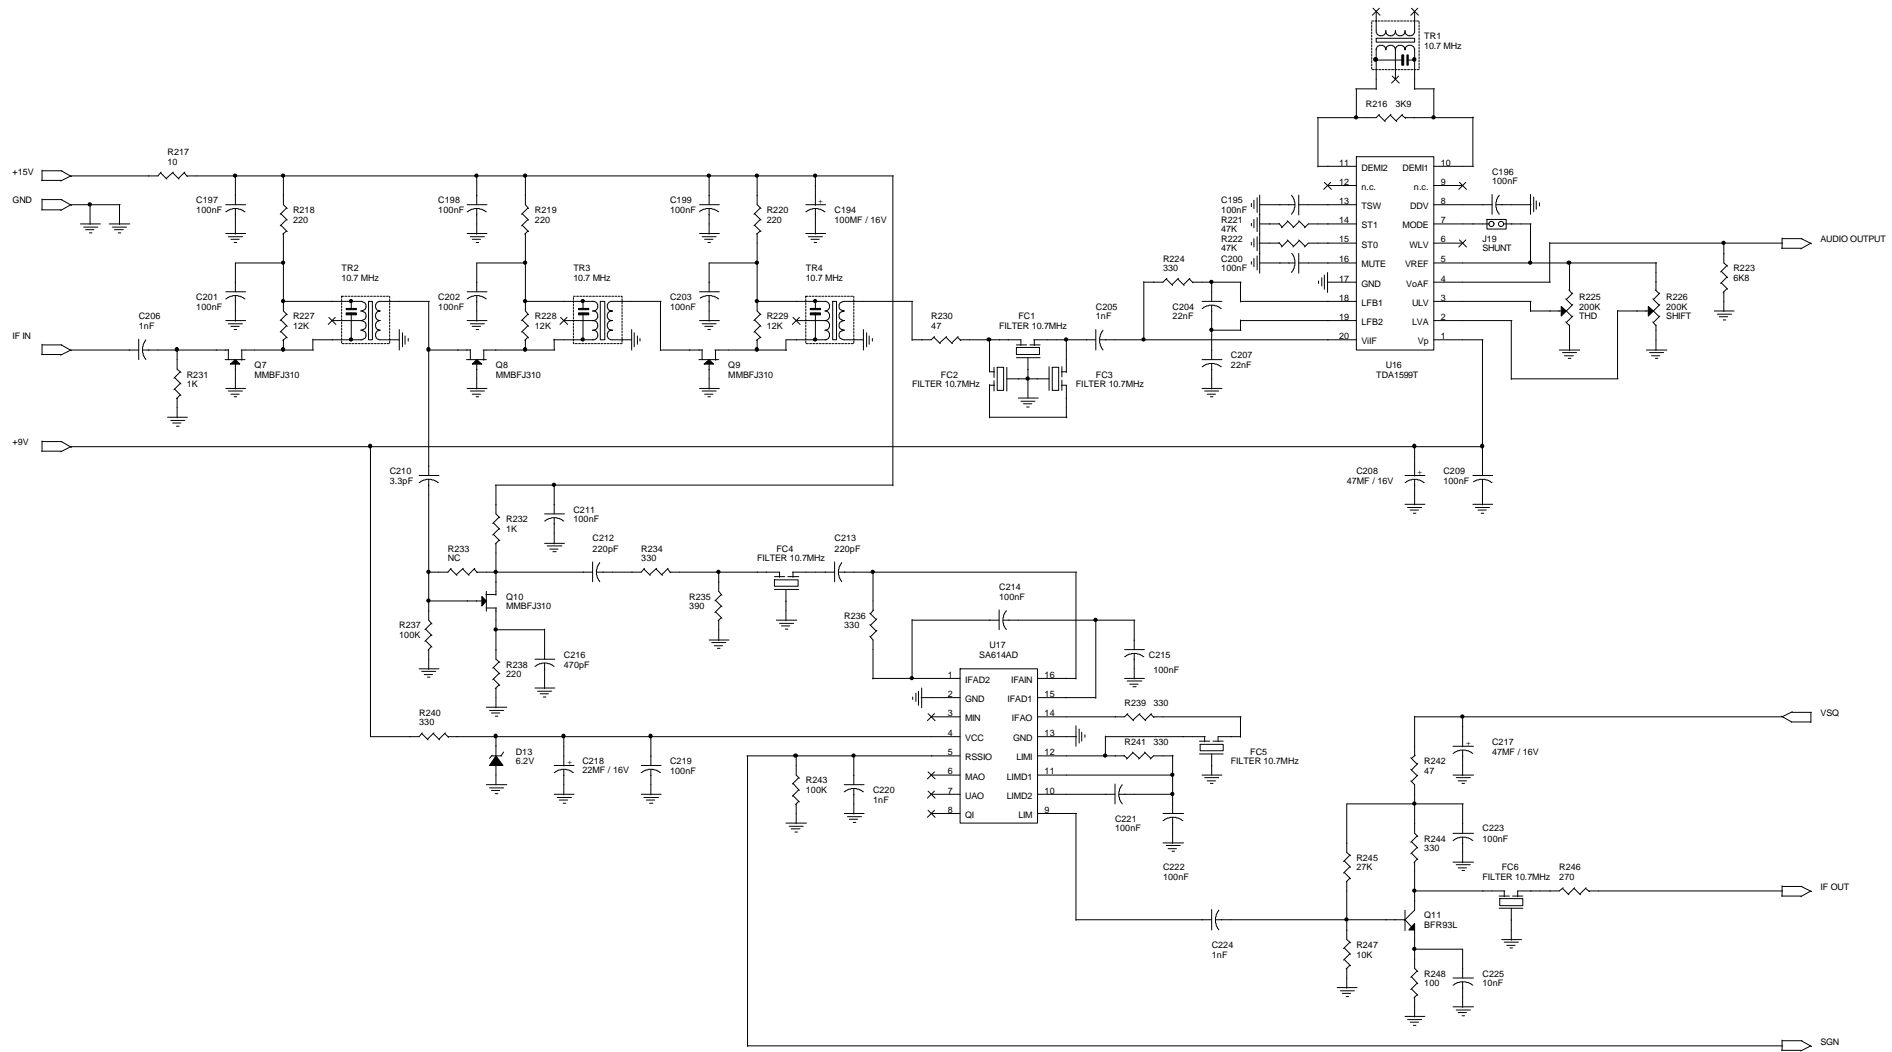 TR1
10.7 MHz
R216 3K9
R217
10
+15V
GND
C197
100nF
R218
220
C198
100nF
R219
220
C199
100nF
R220
220
+
C194
100MF / 16V
11
DEMI2
DEMI1
10
12
n.c.
n.c.
9
13
TSW
DDV
8
14
ST1
MODE
7
15
ST0
WLV
6
16
MUTE
VREF
5
17
GND
VoAF
4
18
LFB1
ULV
3
19
LFB2
LVA
2
20
ViIF
Vp
1
U16
TDA1599T
C195
100nF
R221
47K
R222
47K
C200
100nF
C196
100nF
J19
SHUNT
AUDIO OUTPUT
R223
6K8
R225
200K
THD
R226
200K
SHIFT
TR2
10.7 MHz
TR3
10.7 MHz
TR4
10.7 MHz
C201
100nF
R227
12K
C202
100nF
R228
12K
C203
100nF
R229
12K
R224
330
C204
22nF
C205
1nF
C207
22nF
C206
1nF
IF IN
R231
1K
Q7
MMBFJ310
Q8
MMBFJ310
Q9
MMBFJ310
R230
47
FC1
FILTER 10.7MHz
FC2
FILTER 10.7MHz
FC3
FILTER 10.7MHz
+9V
C210
3.3pF
C208
47MF / 16V
+
C209
100nF
R232
1K
C211
100nF
R233
NC
C212
220pF
R234
330
FC4
FILTER 10.7MHz
C213
220pF
Q10
MMBFJ310
R235
390
R236
330
C214
100nF
R237
100K
R238
220
C216
470pF
C215
100nF
U17
SA614AD
1
IFAD2
IFAIN
16
2
GND
IFAD1
15
3
MIN
IFAO
14
4
VCC
GND
13
5
RSSIO
LIMI
12
6
MAO
LIMD1
11
7
UAO
LIMD2
10
8
QI
LIM
9
R240
330
D13
6.2V
+
C218
22MF / 16V
C219
100nF
R243
100K
C220
1nF
R239 330
R241 330
FC5
FILTER 10.7MHz
C221
100nF
C222
100nF
VSQ
+
C217
47MF / 16V
R242
47
R244
330
C223
100nF
R245
27K
FC6
FILTER 10.7MHz
R246
270
IF OUT
Q11
BFR93L
C224
1nF
R247
10K
R248
100
C225
10nF
SGN